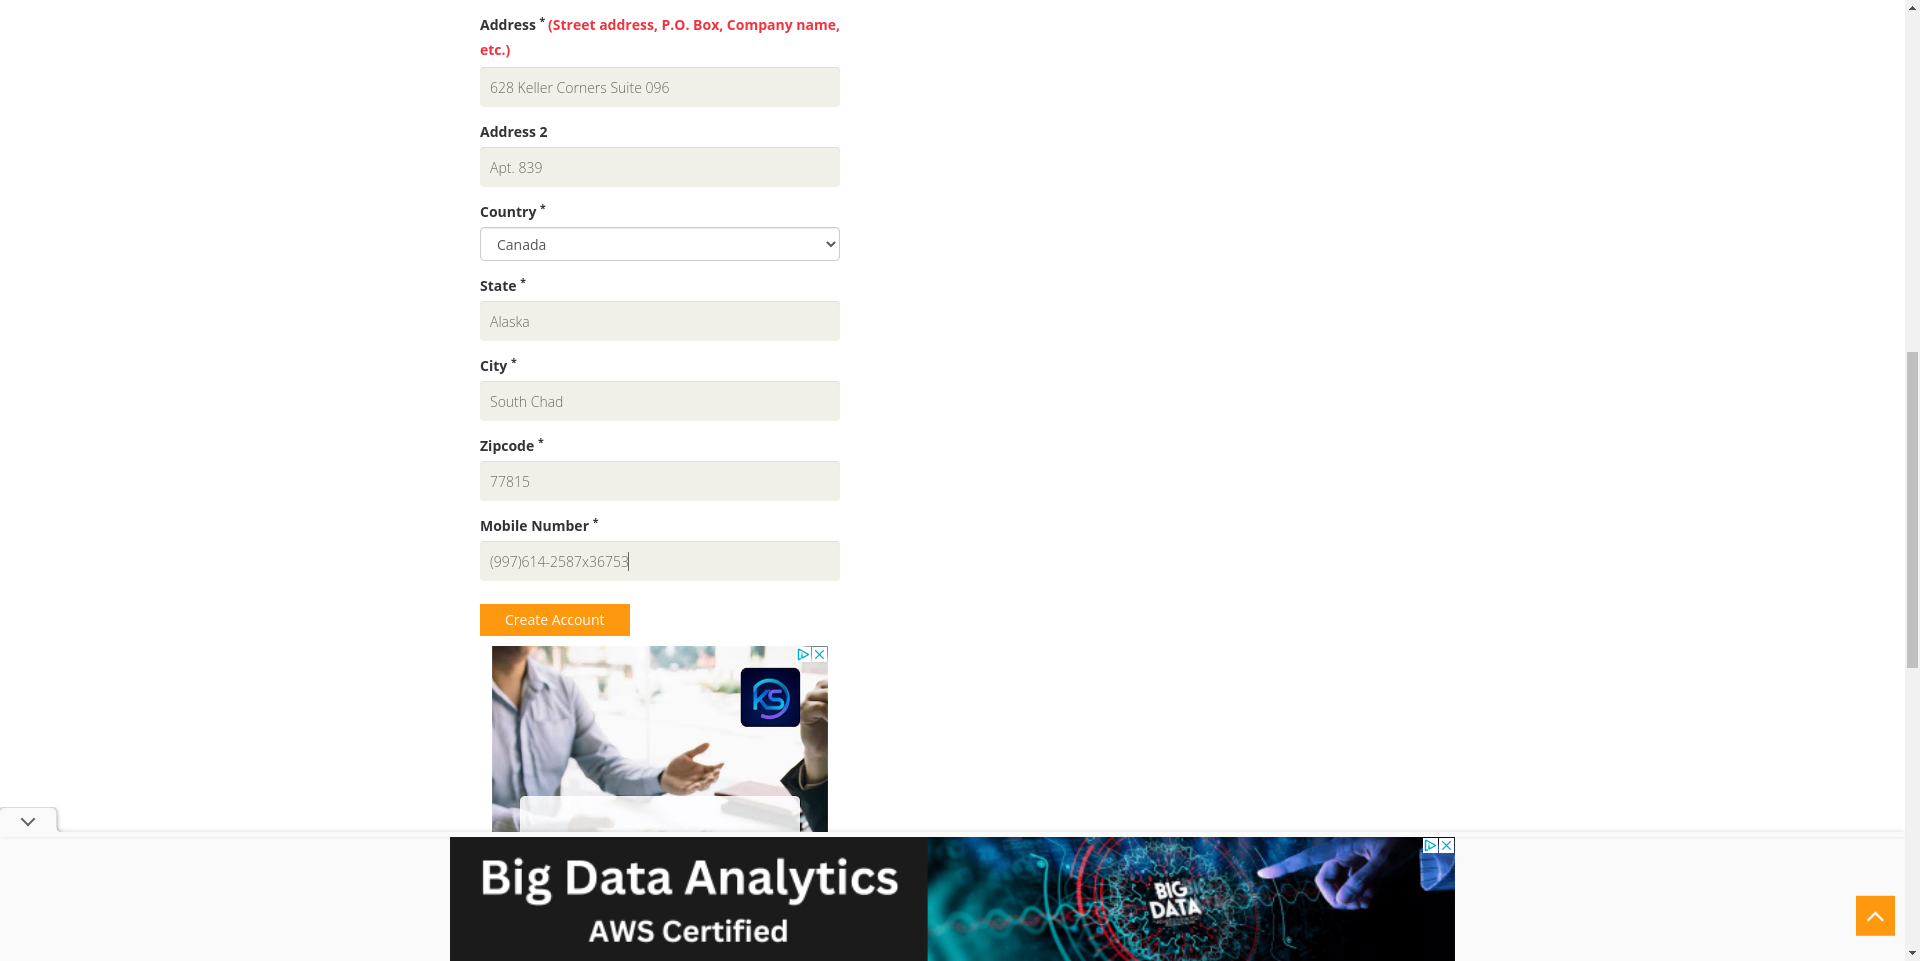 Address * (Street address, P.O. Box, Company name,
etc.)
628 Keller Corners Suite 096
Address 2
Apt. 839
Country *
Canada
State *
Alaska
City *
South Chad
Zipcode *
77815
Mobile Number *
(997)614-2587x36753
Create Account
KS
Big Data Analytics
AWS Certified
BIG
DATA